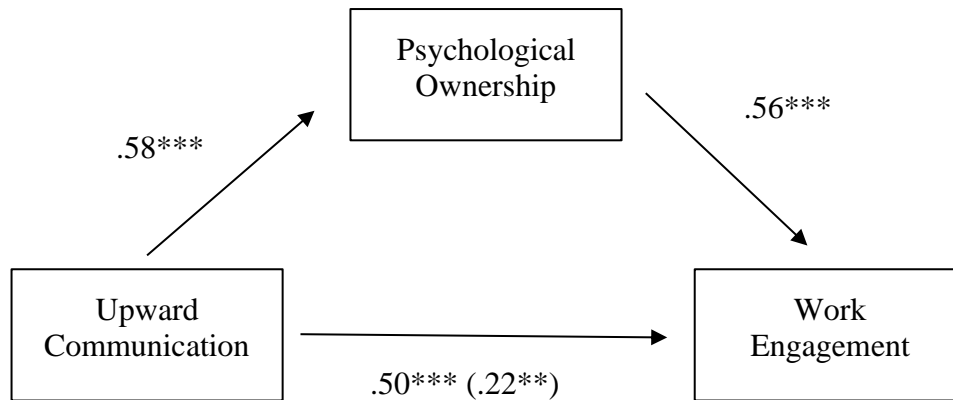 Psychological
Ownership
.58***
.56***
Upward
Communication
Work
Engagement
.50*** (.22**)